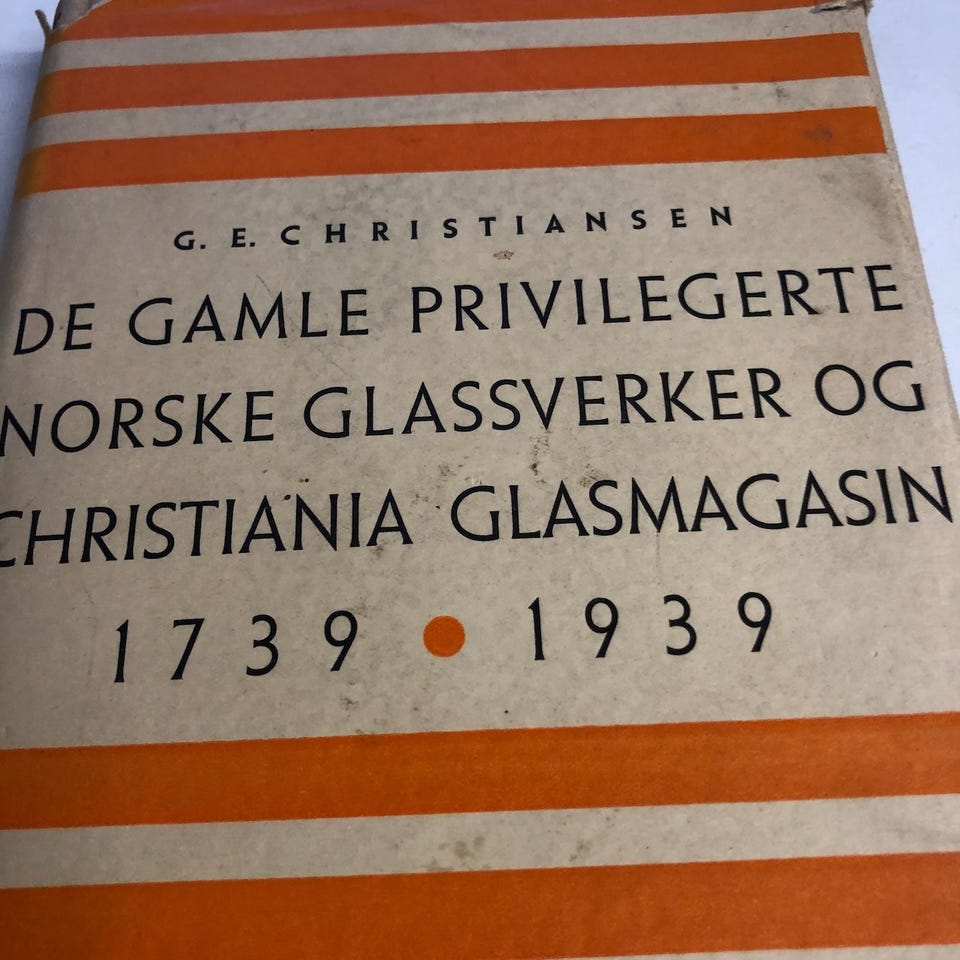 G. E. CHRISTIANSEN
DE GAMLE PRIVILEGERTE
NORSKE GLASSVERKER OG
CHRISTIANIA GLASMAGASIN
1739 • 1939